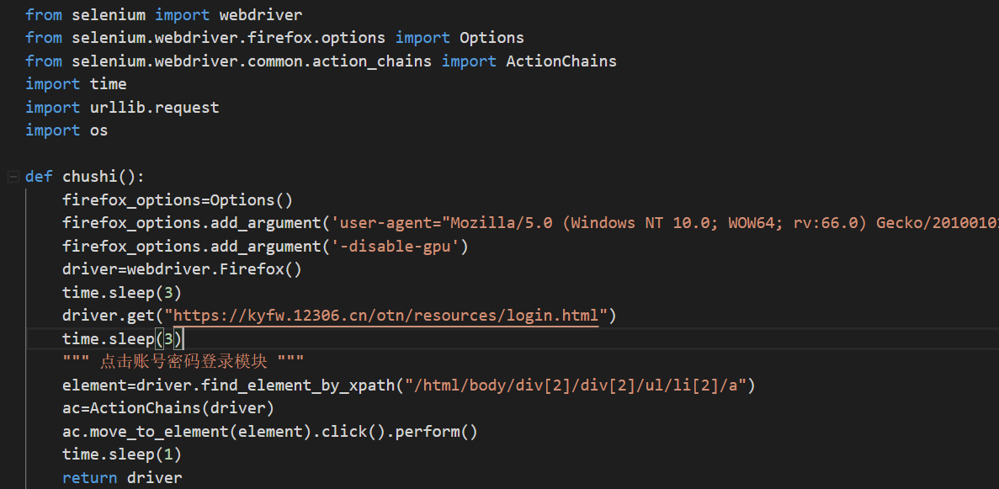 from selenium import webdriver
from selenium.webdriver.firefox.options import Options
from selenium.webdriver.common.action_chains import ActionChains
import time
import urllib.request
import os
def chushi():
firefox_options=Options()
firefox_options.add_argument('user-agent="Mozilla/5.0 (Windows NT 10.0; WOW64; rv:66.0) Gecko/20100101
firefox_options.add_argument('-disable-gpu')
driver=webdriver.Firefox()
time.sleep(3)
driver.get("https://kyfw.12306.cn/otn/resources/login.html")
time.sleep(3)
""" 点击账号密码登录模块 """
element=driver.find_element_by_xpath("/html/body/div[2]/div[2]/ul/li[2]/a")
ac=ActionChains(driver)
ac.move_to_element(element).click().perform()
time.sleep(1)
return driver